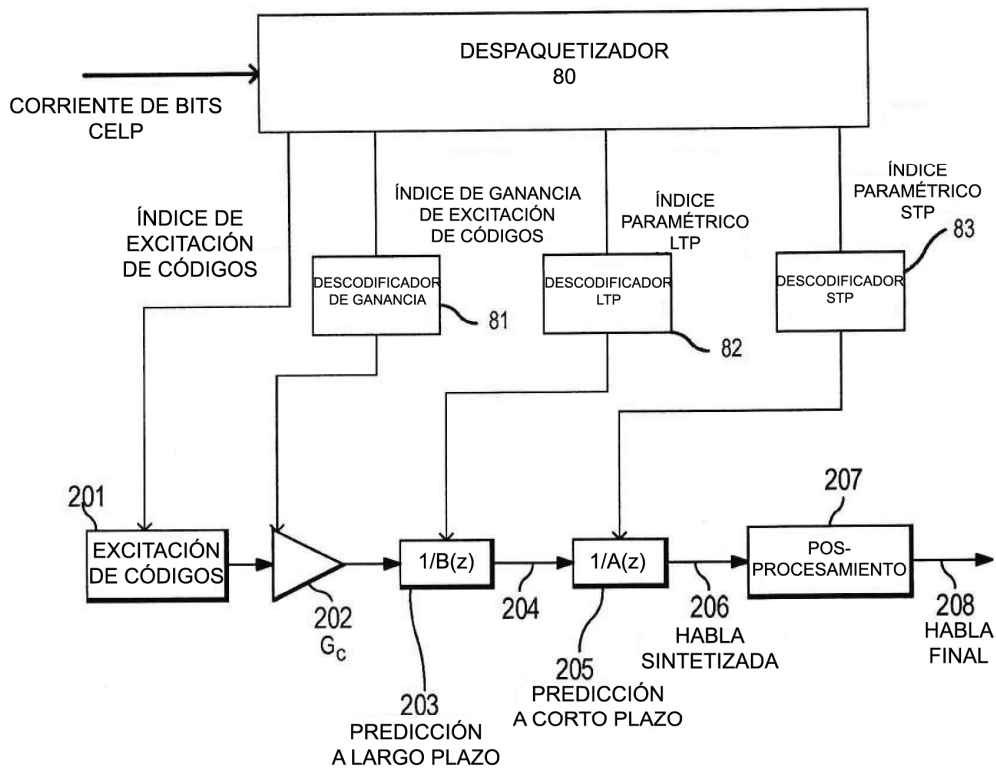 DESPAQUETIZADOR
80
CORRIENTE DE BITS
CELP
ÍNDICE DE
EXCITACIÓN
DE CÓDIGOS
ÍNDICE DE GANANCIA
DE EXCITACIÓN
DE CÓDIGOS
ÍNDICE
PARAMÉTRICO
LTP
ÍNDICE
PARAMÉTRICO
STP
DESCODIFICADOR
DE GANANCIA
81
DESCODIFICADOR
LTP
82
DESCODIFICADOR
STP
83
201
EXCITACIÓN
DE CÓDIGOS
202
GC
1/B(z)
203
PREDICCIÓN
A LARGO PLAZO
204
1/A(z)
205
PREDICCIÓN
A CORTO PLAZO
206
HABLA
SINTETIZADA
207
POS-
PROCESAMIENTO
208
HABLA
FINAL